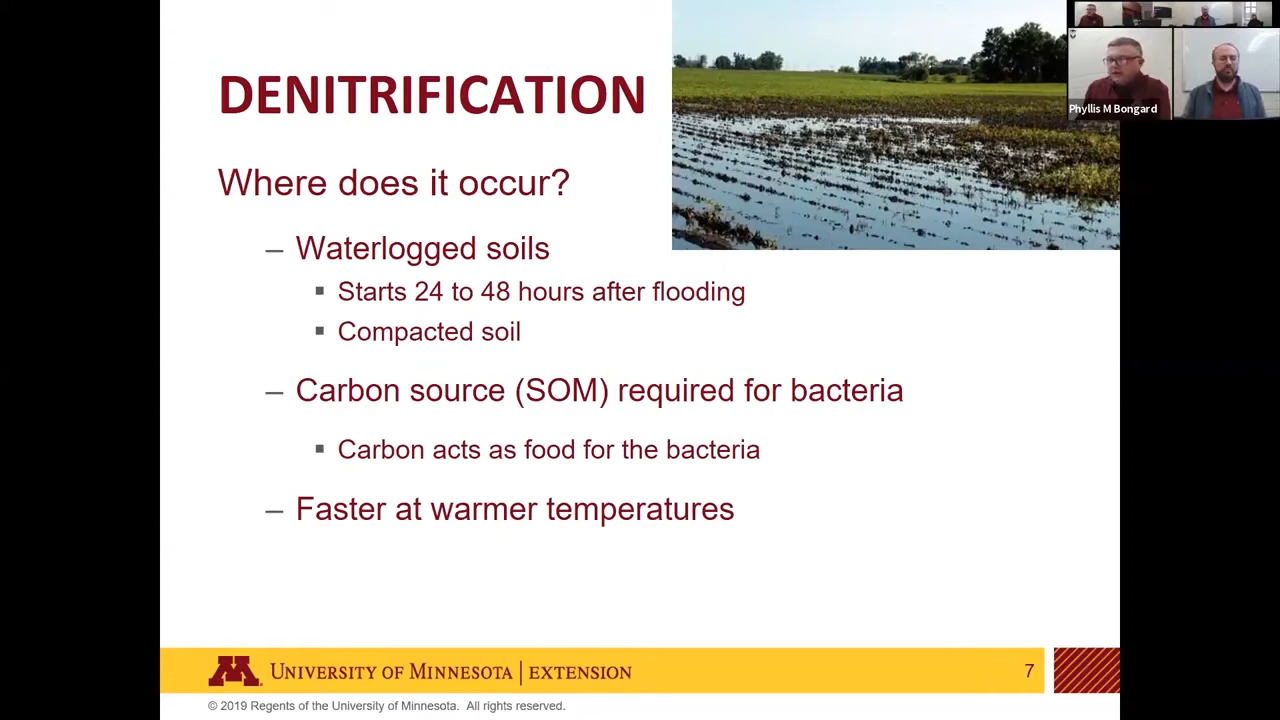 DENITRIFICATION
Where does it occur?
– Waterlogged soils
▪ Starts 24 to 48 hours after flooding
▪ Compacted soil
– Carbon source (SOM) required for bacteria
▪ Carbon acts as food for the bacteria
– Faster at warmer temperatures
Phyllis M Bongard
M UNIVERSITY OF MINNESOTA | EXTENSION
7
© 2019 Regents of the University of Minnesota. All rights reserved.